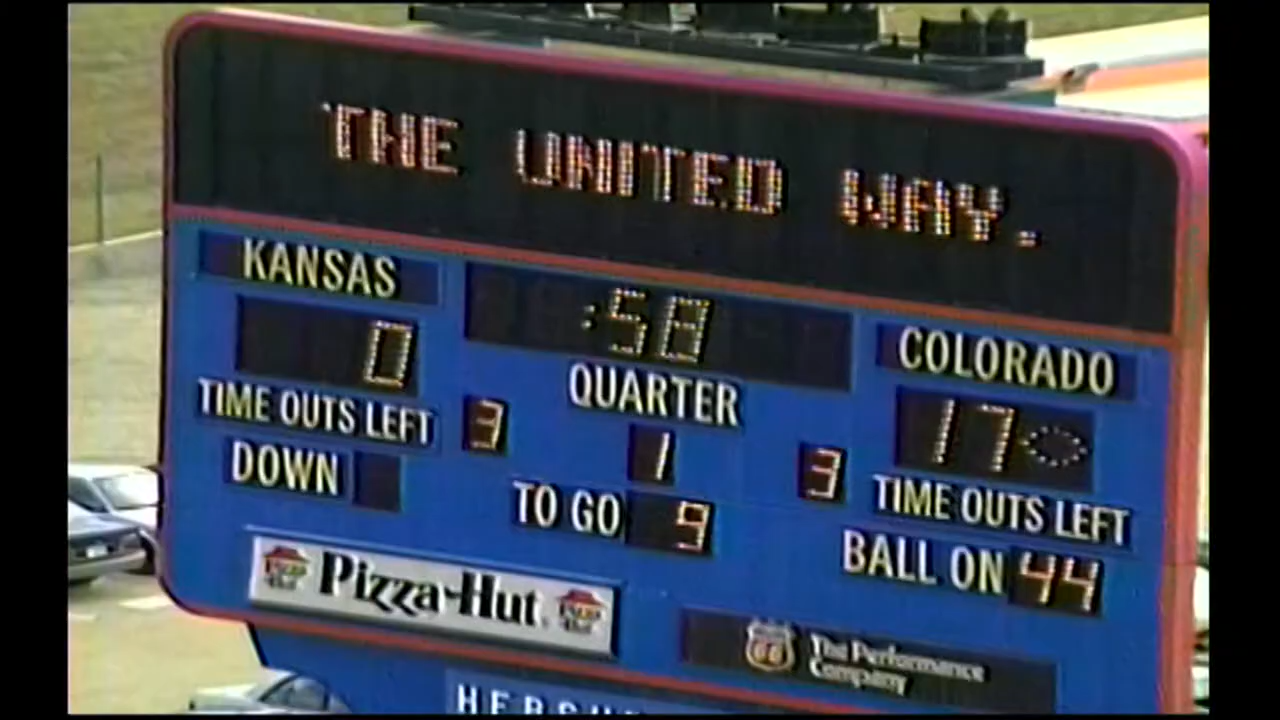 THE UNITED WAY.
KANSAS
:58
COLORADO
0
QUARTER
17
TIME OUTS LEFT 3
1
3 TIME OUTS LEFT
DOWN
TO GO 9
BALL ON 44
Pizza Hut
66 The Performance
Company